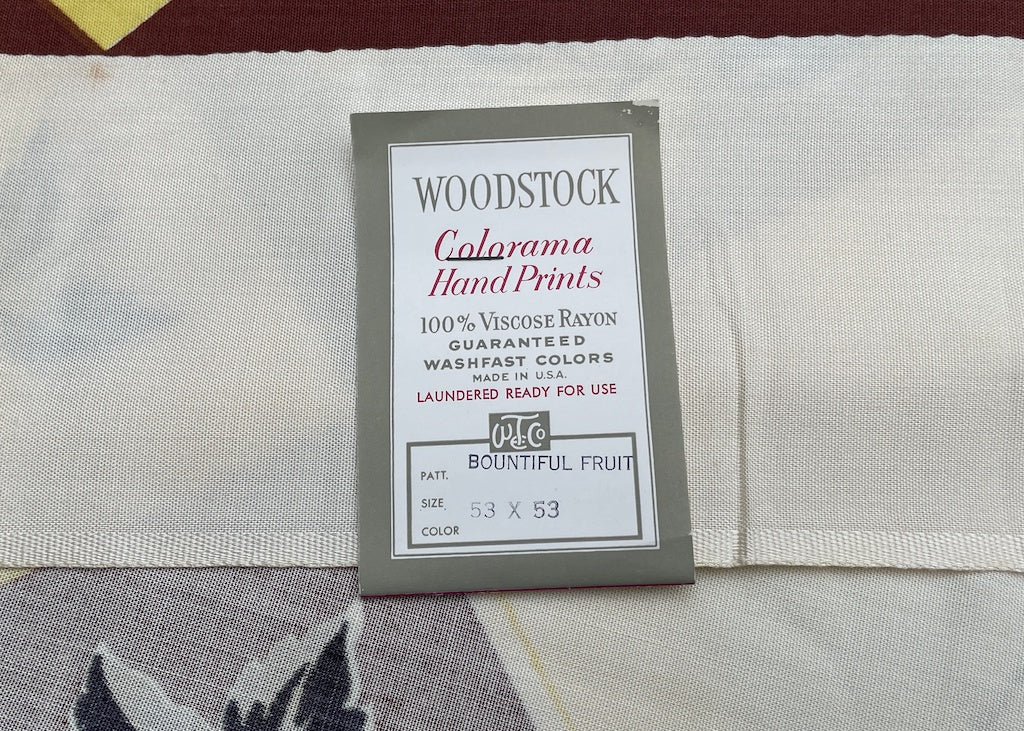 WOODSTOCK
Colorama
Hand Prints
100% VISCOSE RAYON
GUARANTEED
WASHFAST COLORS
MADE IN U.S.A.
LAUNDERED READY FOR USE
W.T. & Co
PATT. BOUNTIFUL FRUIT
SIZE 53 X 53
COLOR